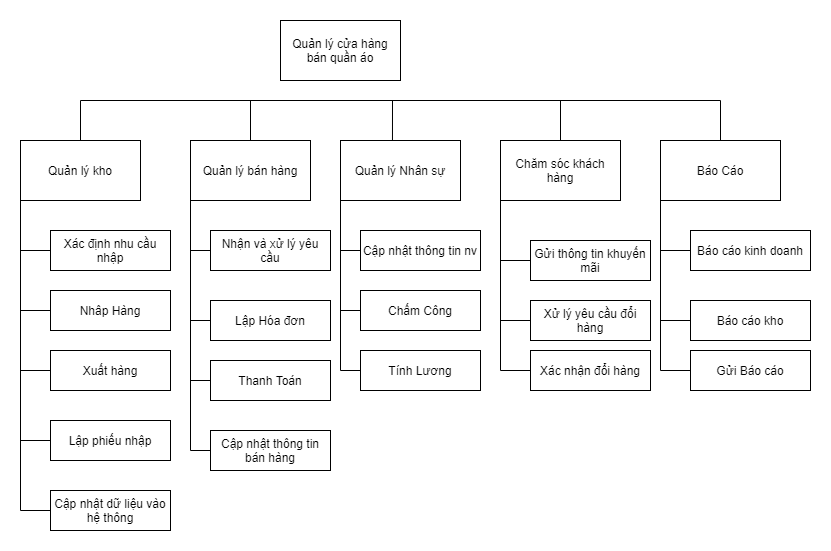 Quản lý cửa hàng
bán quần áo
Quản lý kho
Quản lý bán hàng
Quản lý Nhân sự
Chăm sóc khách
hàng
Báo Cáo
Xác định nhu cầu
nhập
Nhâp Hàng
Xuất hàng
Lập phiếu nhập
Cập nhật dữ liệu vào
hệ thông
Nhận và xử lý yêu
cầu
Lập Hóa đơn
Thanh Toán
Cập nhật thông tin
bán hàng
Cập nhật thông tin nv
Chấm Công
Tính Lương
Gửi thông tin khuyến
mãi
Xử lý yêu cầu đổi
hàng
Xác nhận đổi hàng
Báo cáo kinh doanh
Báo cáo kho
Gửi Báo cáo